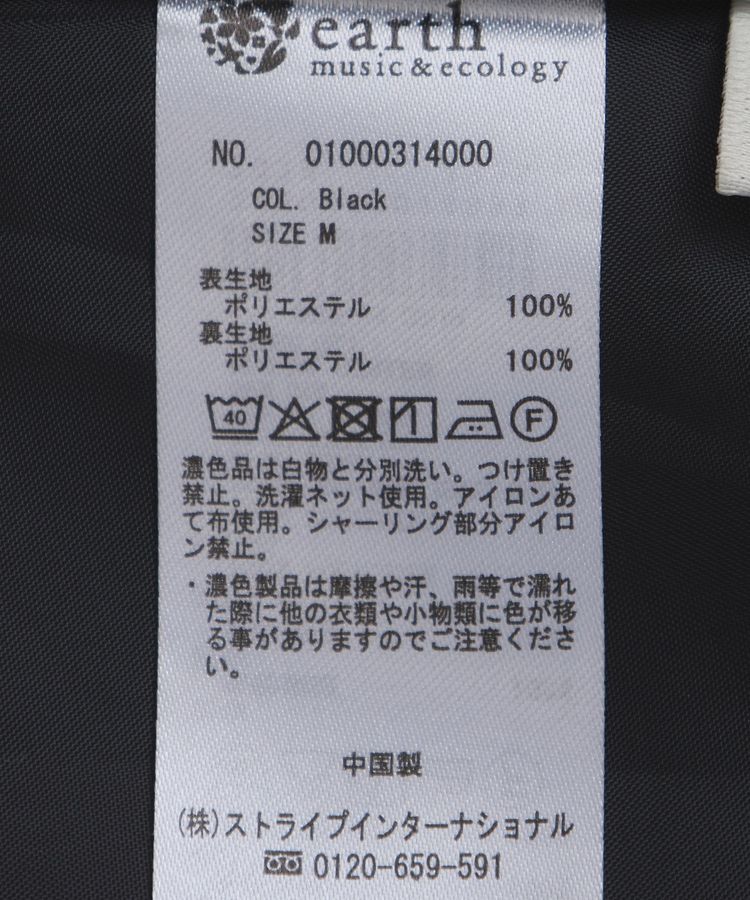 earth
music&ecology
NO. 01000314000
COL. Black
SIZE M
表生地
ポリエステル 100%
裏生地
ポリエステル 100%
40 F
濃色品は白物と分別洗い。つけ置き
禁止。洗濯ネット使用。アイロンあ
て布使用。シャーリング部分アイロ
ン禁止。
・濃色製品は摩擦や汗、雨等で濡れ
た際に他の衣類や小物類に色が移
る事がありますのでご注意くださ
い。
中国製
(株)ストライプインターナショナル
0120-659-591